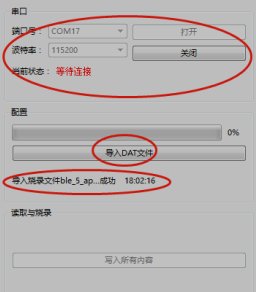 串口
端口号： COM17 打开
波特率： 115200 关闭
当前状态： 等待连接
配置
0%
导入DAT文件
导入烧录文件ble_5_ap...成功 18:02:16
读取与烧录
写入所有内容